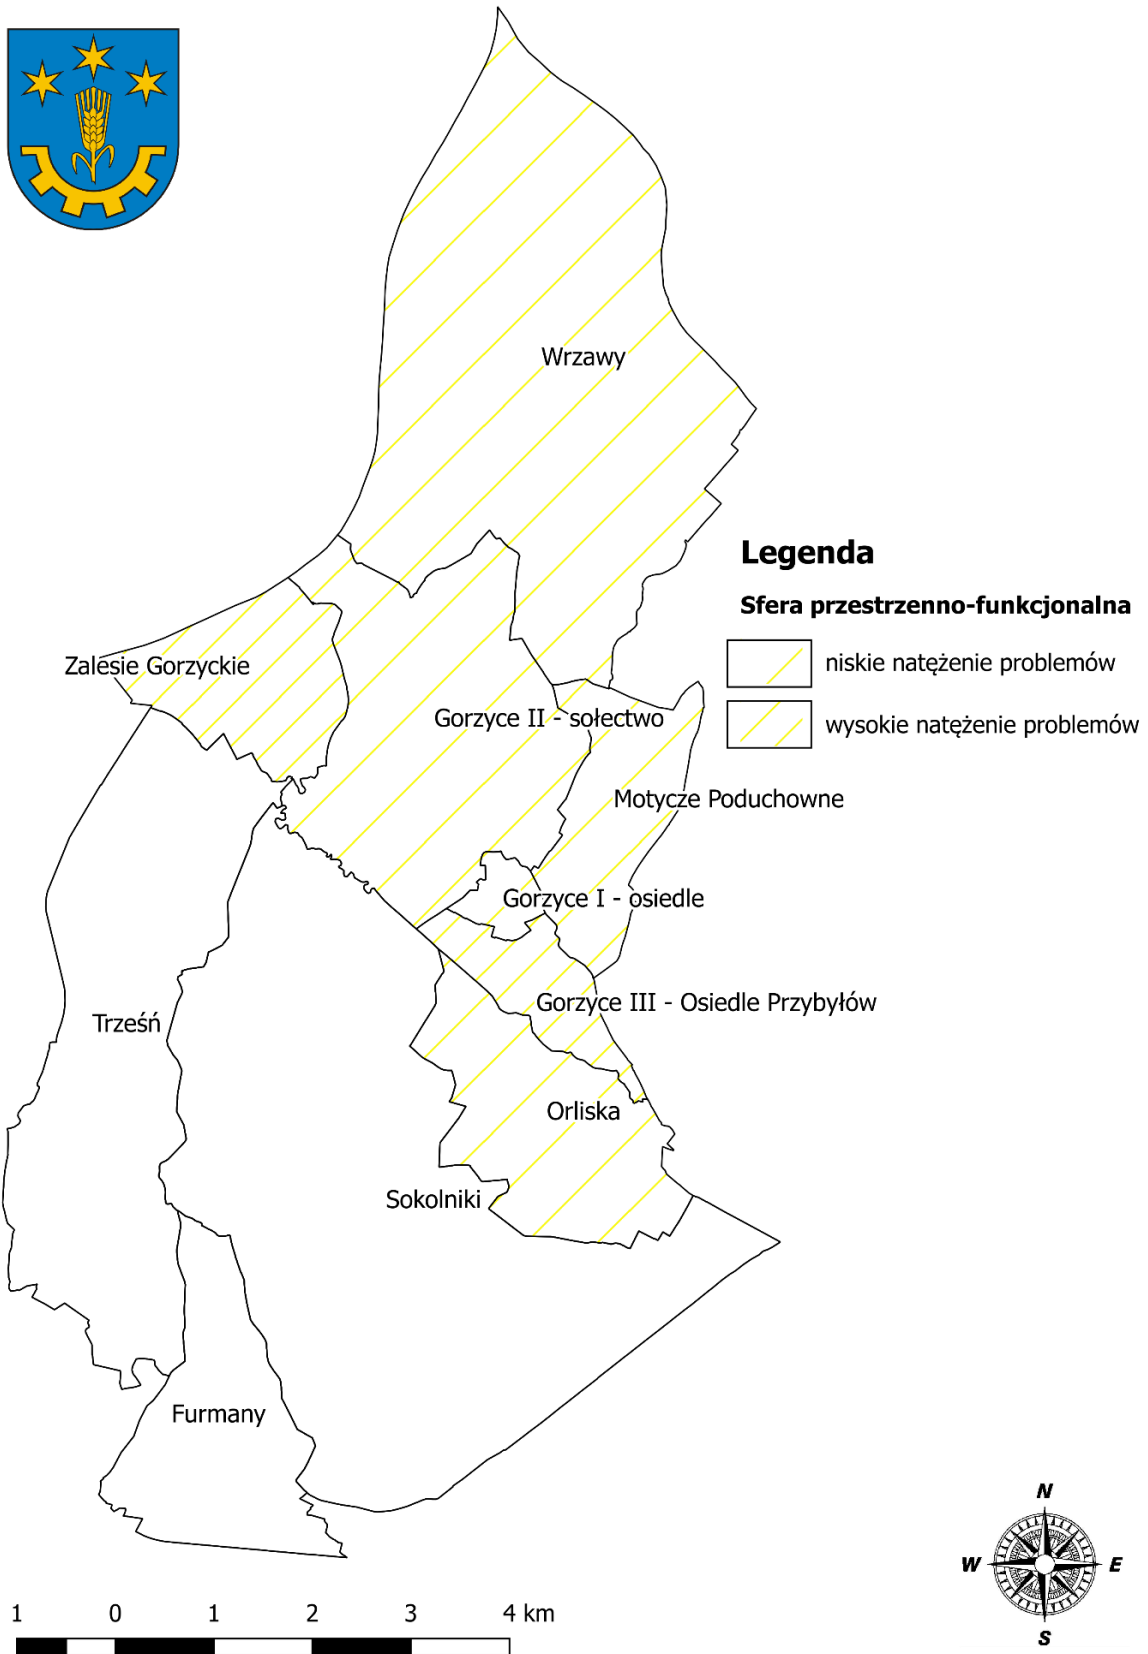 Wrzawy
Legenda
Sfera przestrzenno-funkcjonalna
niskie natężenie problemów
wysokie natężenie problemów
Zalesie Gorzyckie
Gorzyce II - sołectwo
Motycze Poduchowne
Gorzyce I - osiedle
Gorzyce III - Osiedle Przybyłów
Trześń
Orliska
Sokolniki
Furmany
N
W E
S
1 0 1 2 3 4 km